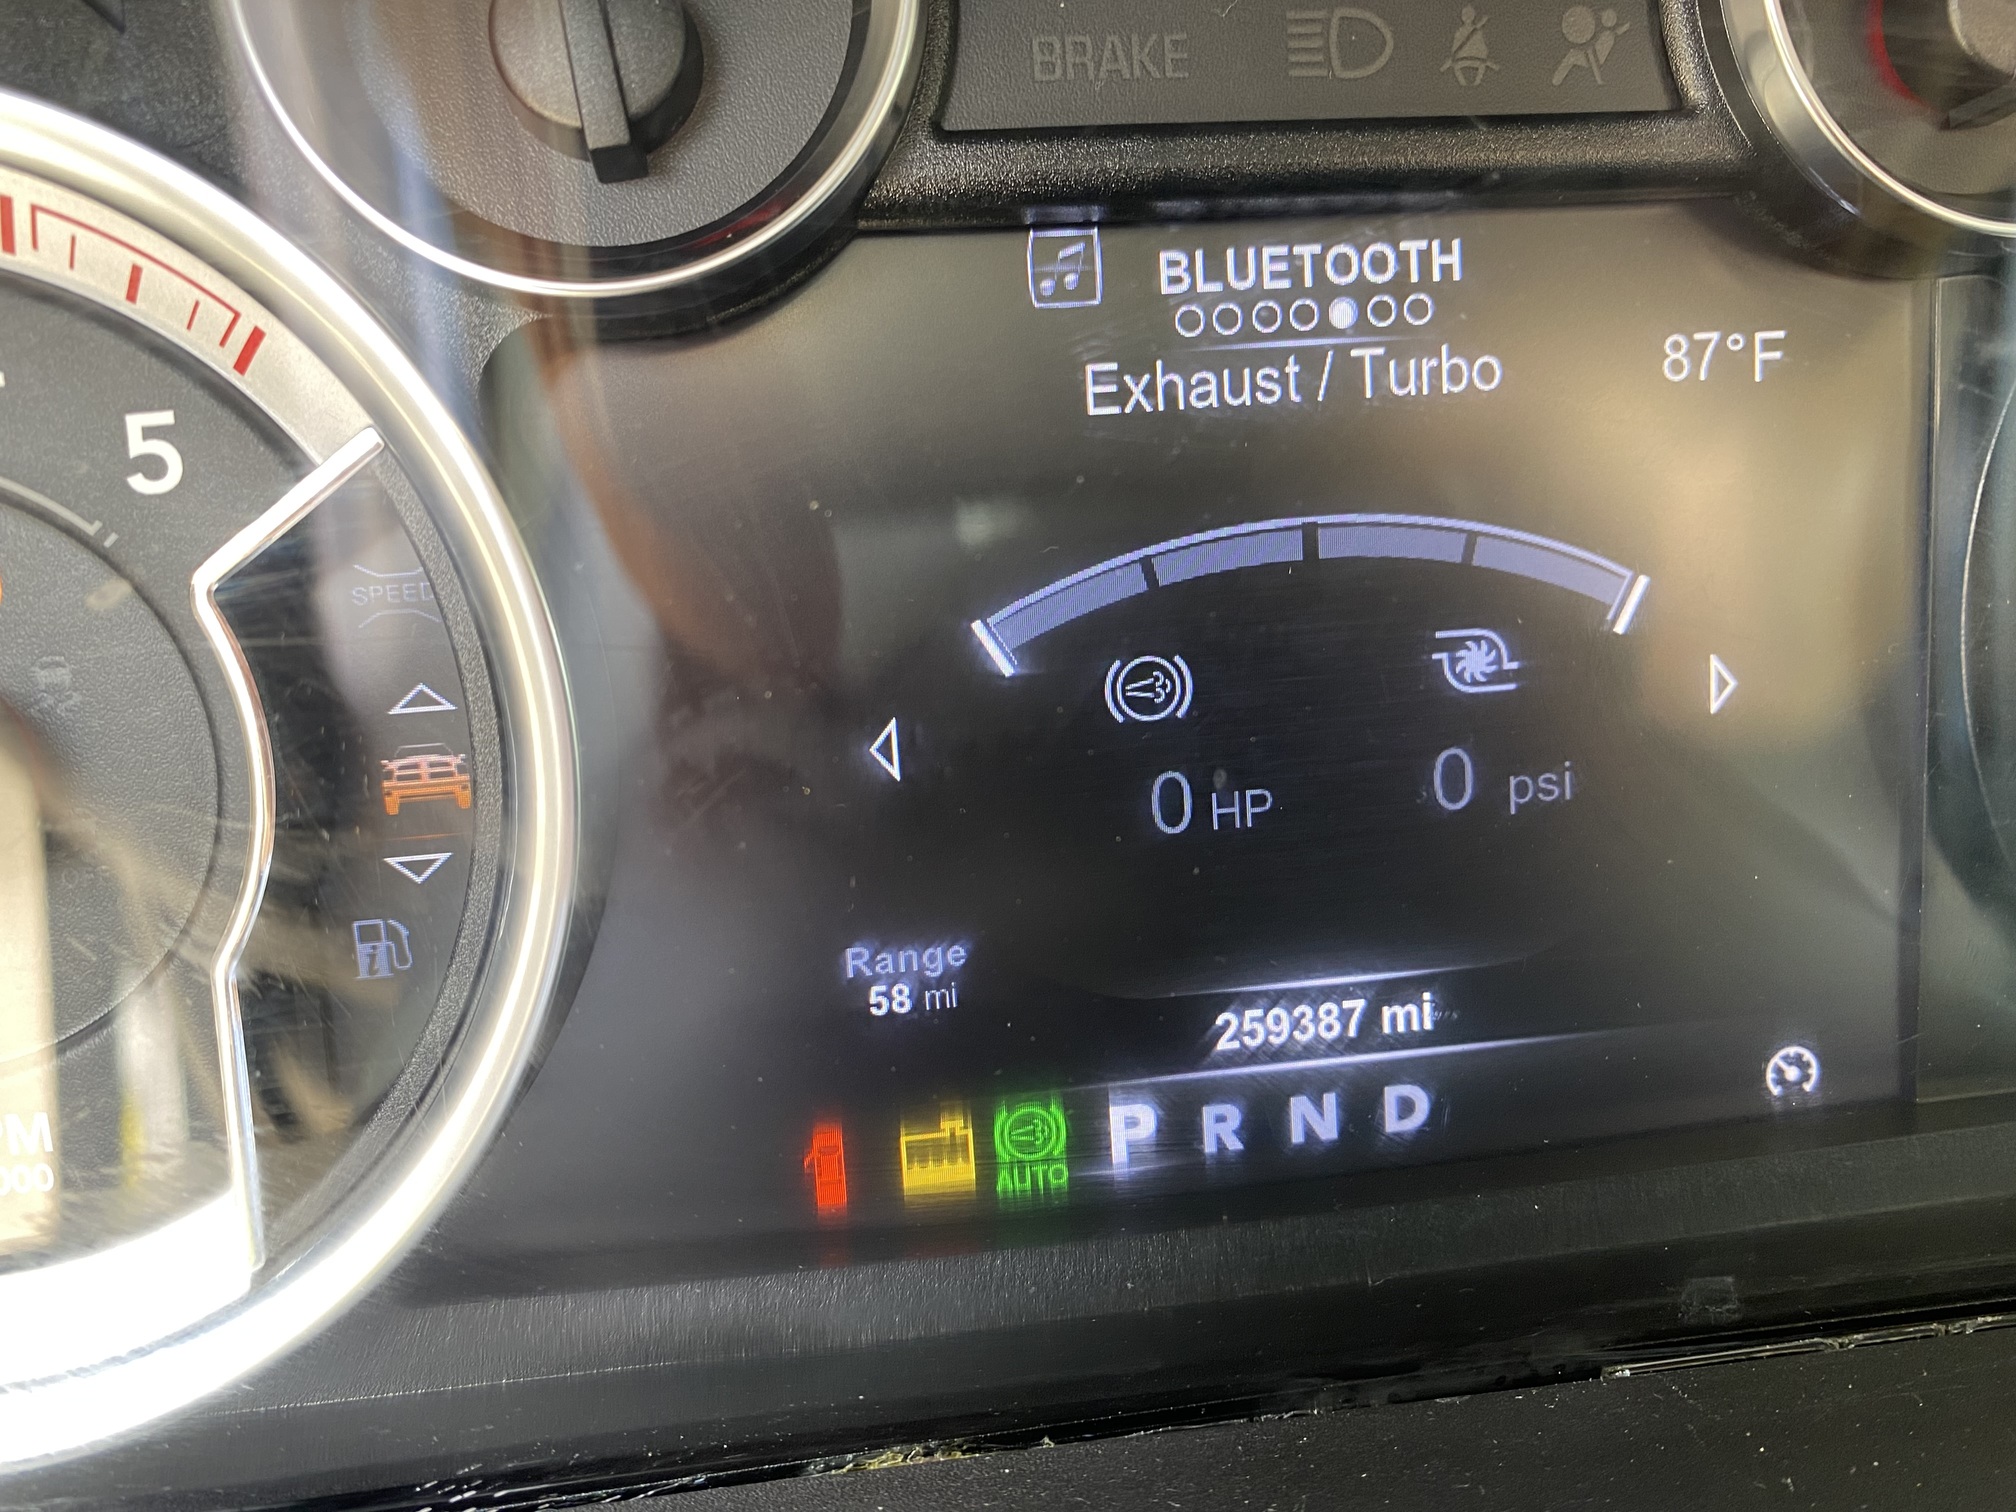 BRAKE
BLUETOOTH
Exhaust / Turbo
87°F
5
SPEED
0 HP
0 psi
Range
58 mi
259387 mi
AUTO
P R N D